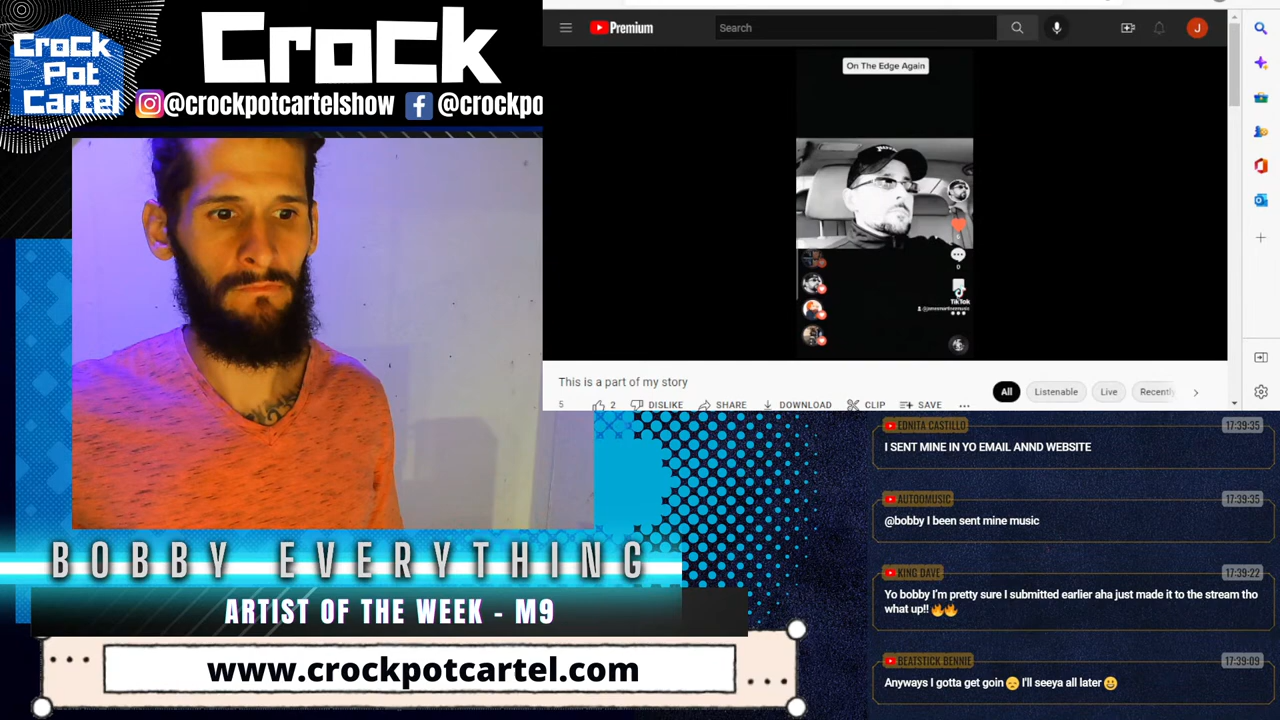 Crock
Pot
Cartel
Crock
@crockpotcartelshow
@crockpo
Premium
Search
J
On The Edge Again
0
TikTok
This is a part of my story
5
2
DISLIKE
SHARE
DOWNLOAD
CLIP
SAVE
All
Listenable
Live
Recently
EDNITA CASTILLO
17:39:35
I SENT MINE IN YO EMAIL ANND WEBSITE
AUTOOMUSIC
17:39:35
@bobby I been sent mine music
KING DAVE
17:39:22
Yo bobby I'm pretty sure I submitted earlier aha just made it to the stream tho
what up!!
BEATSTICK BENNIE
17:39:09
Anyways I gotta get goin I'll seeya all later
BOBBY EVERYTHING
ARTIST OF THE WEEK - M9
www.crockpotcartel.com